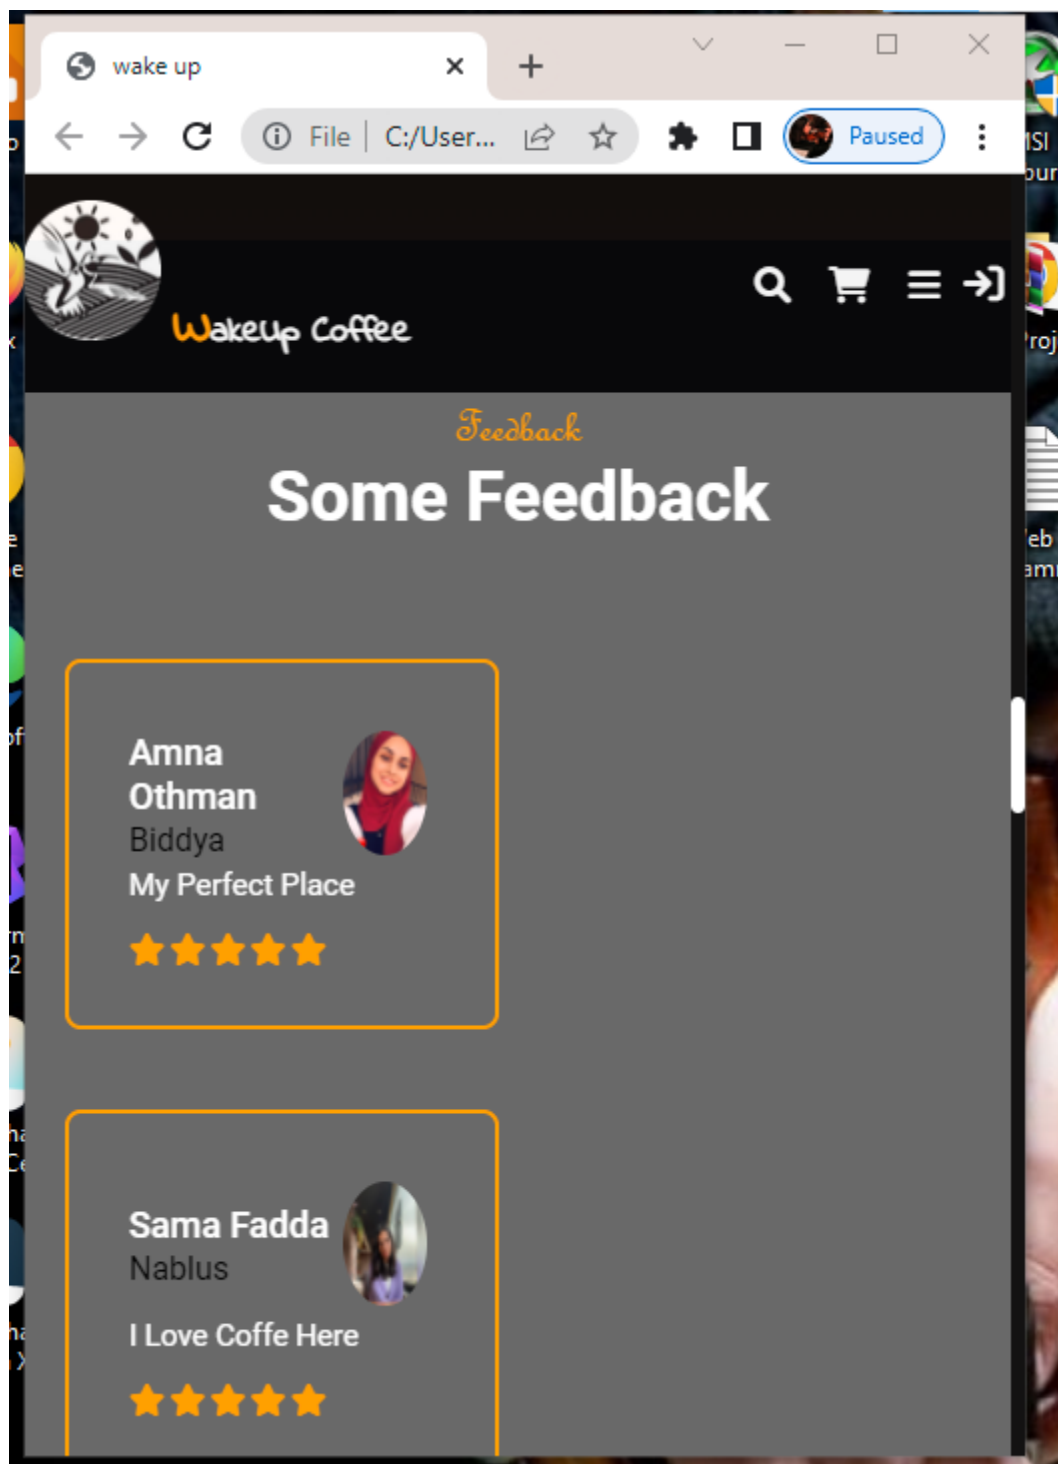 wake up
File
C:/User...
Paused
WakeUp Coffee
Feedback
Some Feedback
Amna
Othman
Biddya
My Perfect Place
Sama Fadda
Nablus
I Love Coffe Here